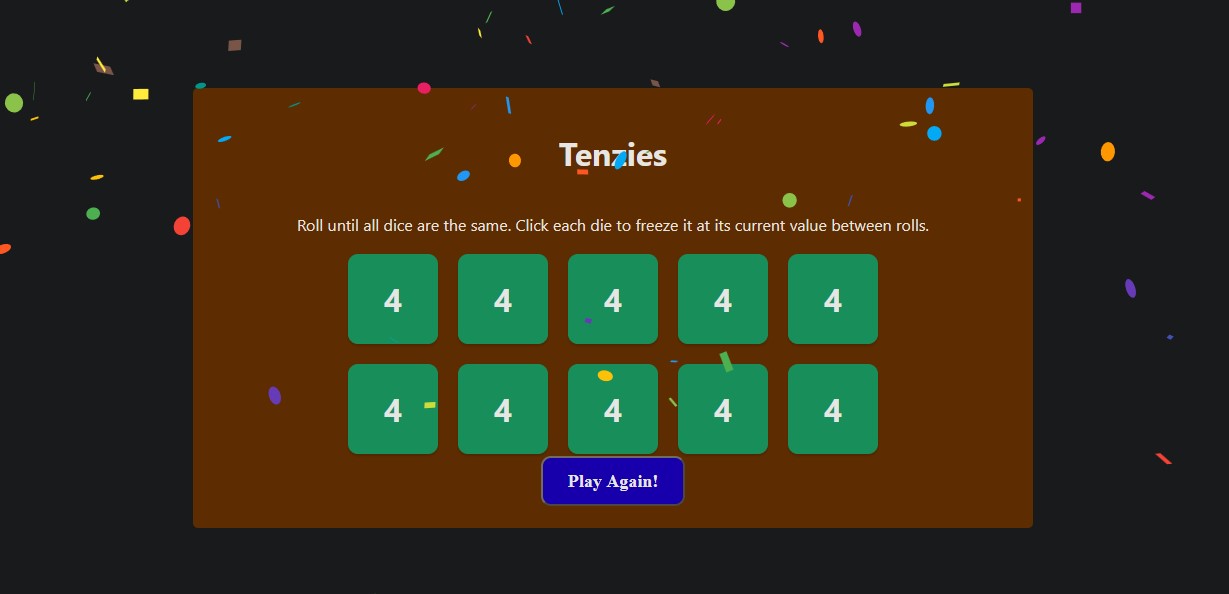 Tenzies
Roll until all dice are the same. Click each die to freeze it at its current value between rolls.
4 4 4 4 4
4 4 4 4 4
Play Again!